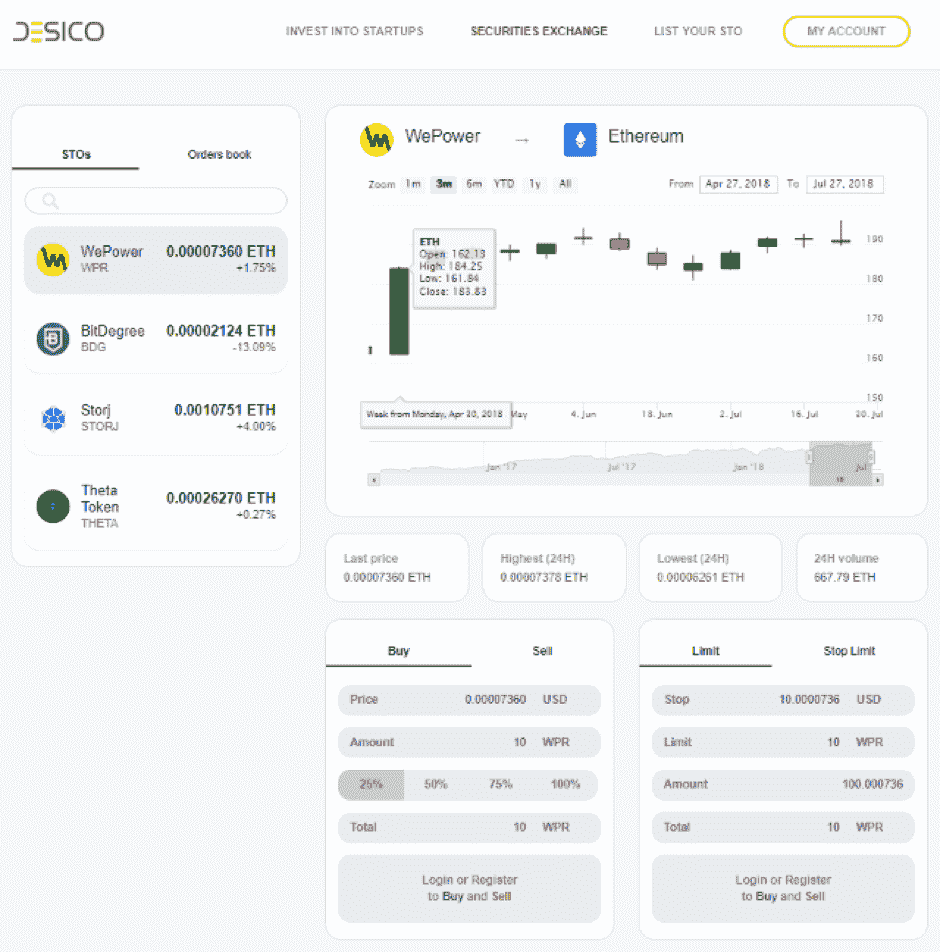 DESICO
INVEST INTO STARTUPS
SECURITIES EXCHANGE
LIST YOUR STO
MY ACCOUNT
STOs
Orders book
WePower
WPR
0.00007360 ETH
+1.75%
BitDegree
BDG
0.00002124 ETH
-13.09%
Storj
STORJ
0.0010751 ETH
+4.00%
Theta
Token
THETA
0.00026270 ETH
+0.27%
WePower → Ethereum
Zoom 1m 3m 6m YTD 1y All
From Apr 27, 2018 To Jul 27, 2018
ETH
Open: 162.13
High: 184.25
Low: 161.84
Close: 183.83
190
180
170
160
150
Week from Monday, Apr 30, 2018
May 4. Jun 18. Jun 2. Jul 16. Jul 30. Jul
Jan '17 Jul '17 Jan '18 Jul
Last price
0.00007360 ETH
Highest (24H)
0.00007378 ETH
Lowest (24H)
0.00006261 ETH
24H volume
667.79 ETH
Buy Sell
Price 0.00007360 USD
Amount 10 WPR
25% 50% 75% 100%
Total 10 WPR
Login or Register
to Buy and Sell
Limit Stop Limit
Stop 10.0000736 USD
Limit 10 WPR
Amount 100.000736
Total 10 WPR
Login or Register
to Buy and Sell